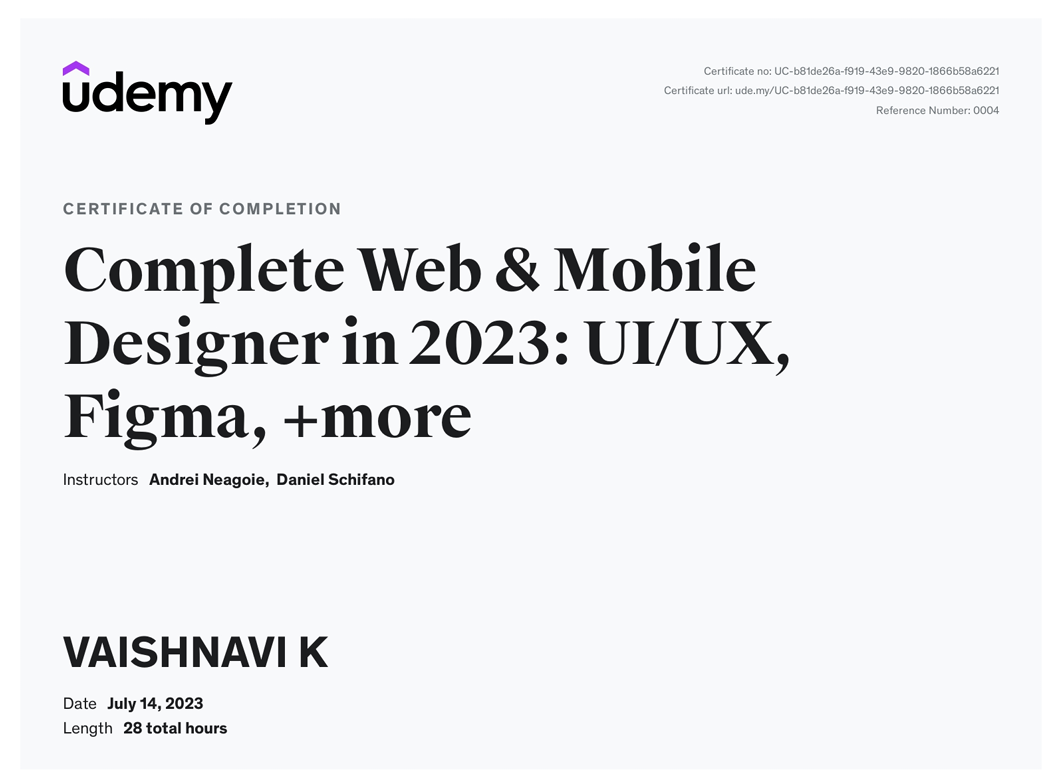 udemy
Certificate no: UC-b81de26a-f919-43e9-9820-1866b58a6221
Certificate url: ude.my/UC-b81de26a-f919-43e9-9820-1866b58a6221
Reference Number: 0004
CERTIFICATE OF COMPLETION
Complete Web & Mobile
Designer in 2023: UI/UX,
Figma, +more
Instructors Andrei Neagoie, Daniel Schifano
VAISHNAVI K
Date July 14, 2023
Length 28 total hours